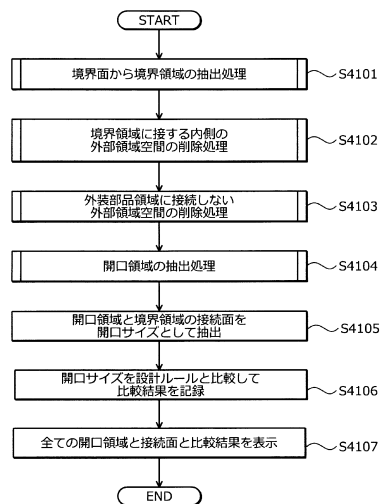 START
境界面から境界領域の抽出処理
S4101
境界領域に接する内側の
外部領域空間の削除処理
S4102
外装部品領域に接続しない
外部領域空間の削除処理
S4103
開口領域の抽出処理
S4104
開口領域と境界領域の接続面を
開口サイズとして抽出
S4105
開口サイズを設計ルールと比較して
比較結果を記録
S4106
全ての開口領域と接続面と比較結果を表示
S4107
END